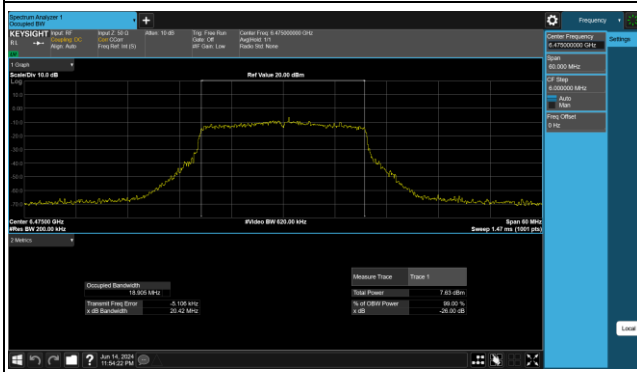 Spectrum Analyzer 1
Occupied BW
+
Frequency
KEYSIGHT Input: RF Input Z: 50 Ω Atten: 10 dB Trig: Free Run Center Freq: 6.475000000 GHz
RL Coupling: DC Corr CCorr Gate: Off Avg|Hold: 1/1
Align: Auto Freq Ref: Int (S) #IF Gain: Low Radio Std: None
Center Frequency
6.475000000 GHz
Settings
Span
60.000 MHz
CF Step
6.000000 MHz
Auto
Man
Freq Offset
0 Hz
1 Graph
Scale/Div 10.0 dB Ref Value 20.00 dBm
Log
10.0
0.00
Center 6.47500 GHz #Video BW 620.00 kHz Span 60 MHz
#Res BW 200.00 kHz Sweep 1.47 ms (1001 pts)
2 Metrics
Measure Trace Trace 1
Occupied Bandwidth
18.905 MHz
Total Power 7.63 dBm
Transmit Freq Error -5.106 kHz % of OBW Power 99.00 %
x dB Bandwidth 20.42 MHz x dB -26.00 dB
Local
? Jun 14, 2024
11:54:22 PM